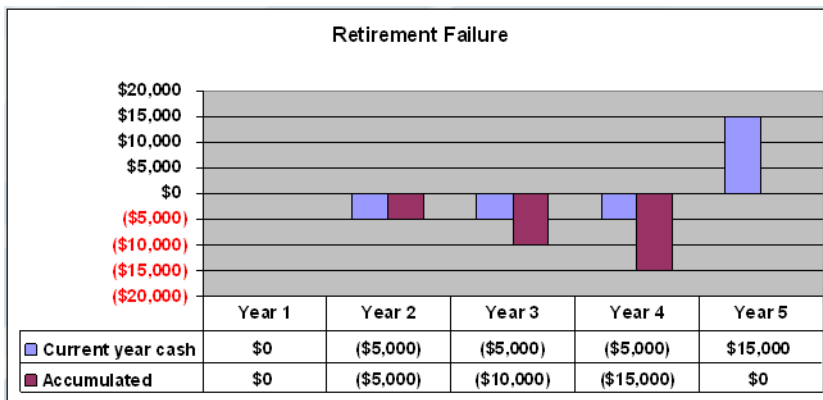 Retirement Failure
$20,000
$15,000
$10,000
$5,000
$0
($5,000)
($10,000)
($15,000)
($20,000)
Year 1 Year 2 Year 3 Year 4 Year 5
Current year cash $0 ($5,000) ($5,000) ($5,000) $15,000
Accumulated $0 ($5,000) ($10,000) ($15,000) $0